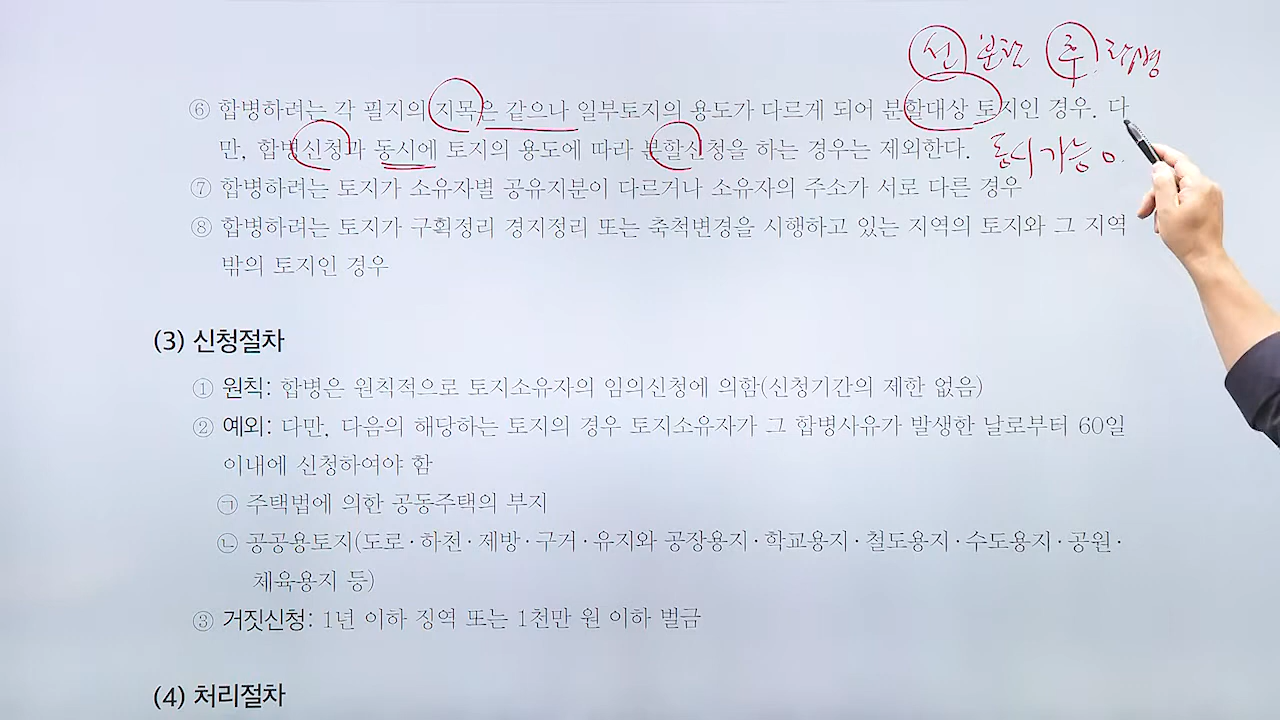 선 분할 후 합병
⑥ 합병하려는 각 필지의 지목은 같으나 일부토지의 용도가 다르게 되어 분할대상 토지인 경우. 다
만, 합병신청과 동시에 토지의 용도에 따라 분할신청을 하는 경우는 제외한다. 동시 가능 O.
⑦ 합병하려는 토지가 소유자별 공유지분이 다르거나 소유자의 주소가 서로 다른 경우
⑧ 합병하려는 토지가 구획정리 경지정리 또는 축척변경을 시행하고 있는 지역의 토지와 그 지역
밖의 토지인 경우
(3) 신청절차
① 원칙: 합병은 원칙적으로 토지소유자의 임의신청에 의함(신청기간의 제한 없음)
② 예외: 다만, 다음의 해당하는 토지의 경우 토지소유자가 그 합병사유가 발생한 날로부터 60일
이내에 신청하여야 함
㉠ 주택법에 의한 공동주택의 부지
㉡ 공공용토지(도로·하천·제방·구거·유지와 공장용지·학교용지·철도용지·수도용지·공원·
체육용지 등)
③ 거짓신청: 1년 이하 징역 또는 1천만 원 이하 벌금
(4) 처리절차